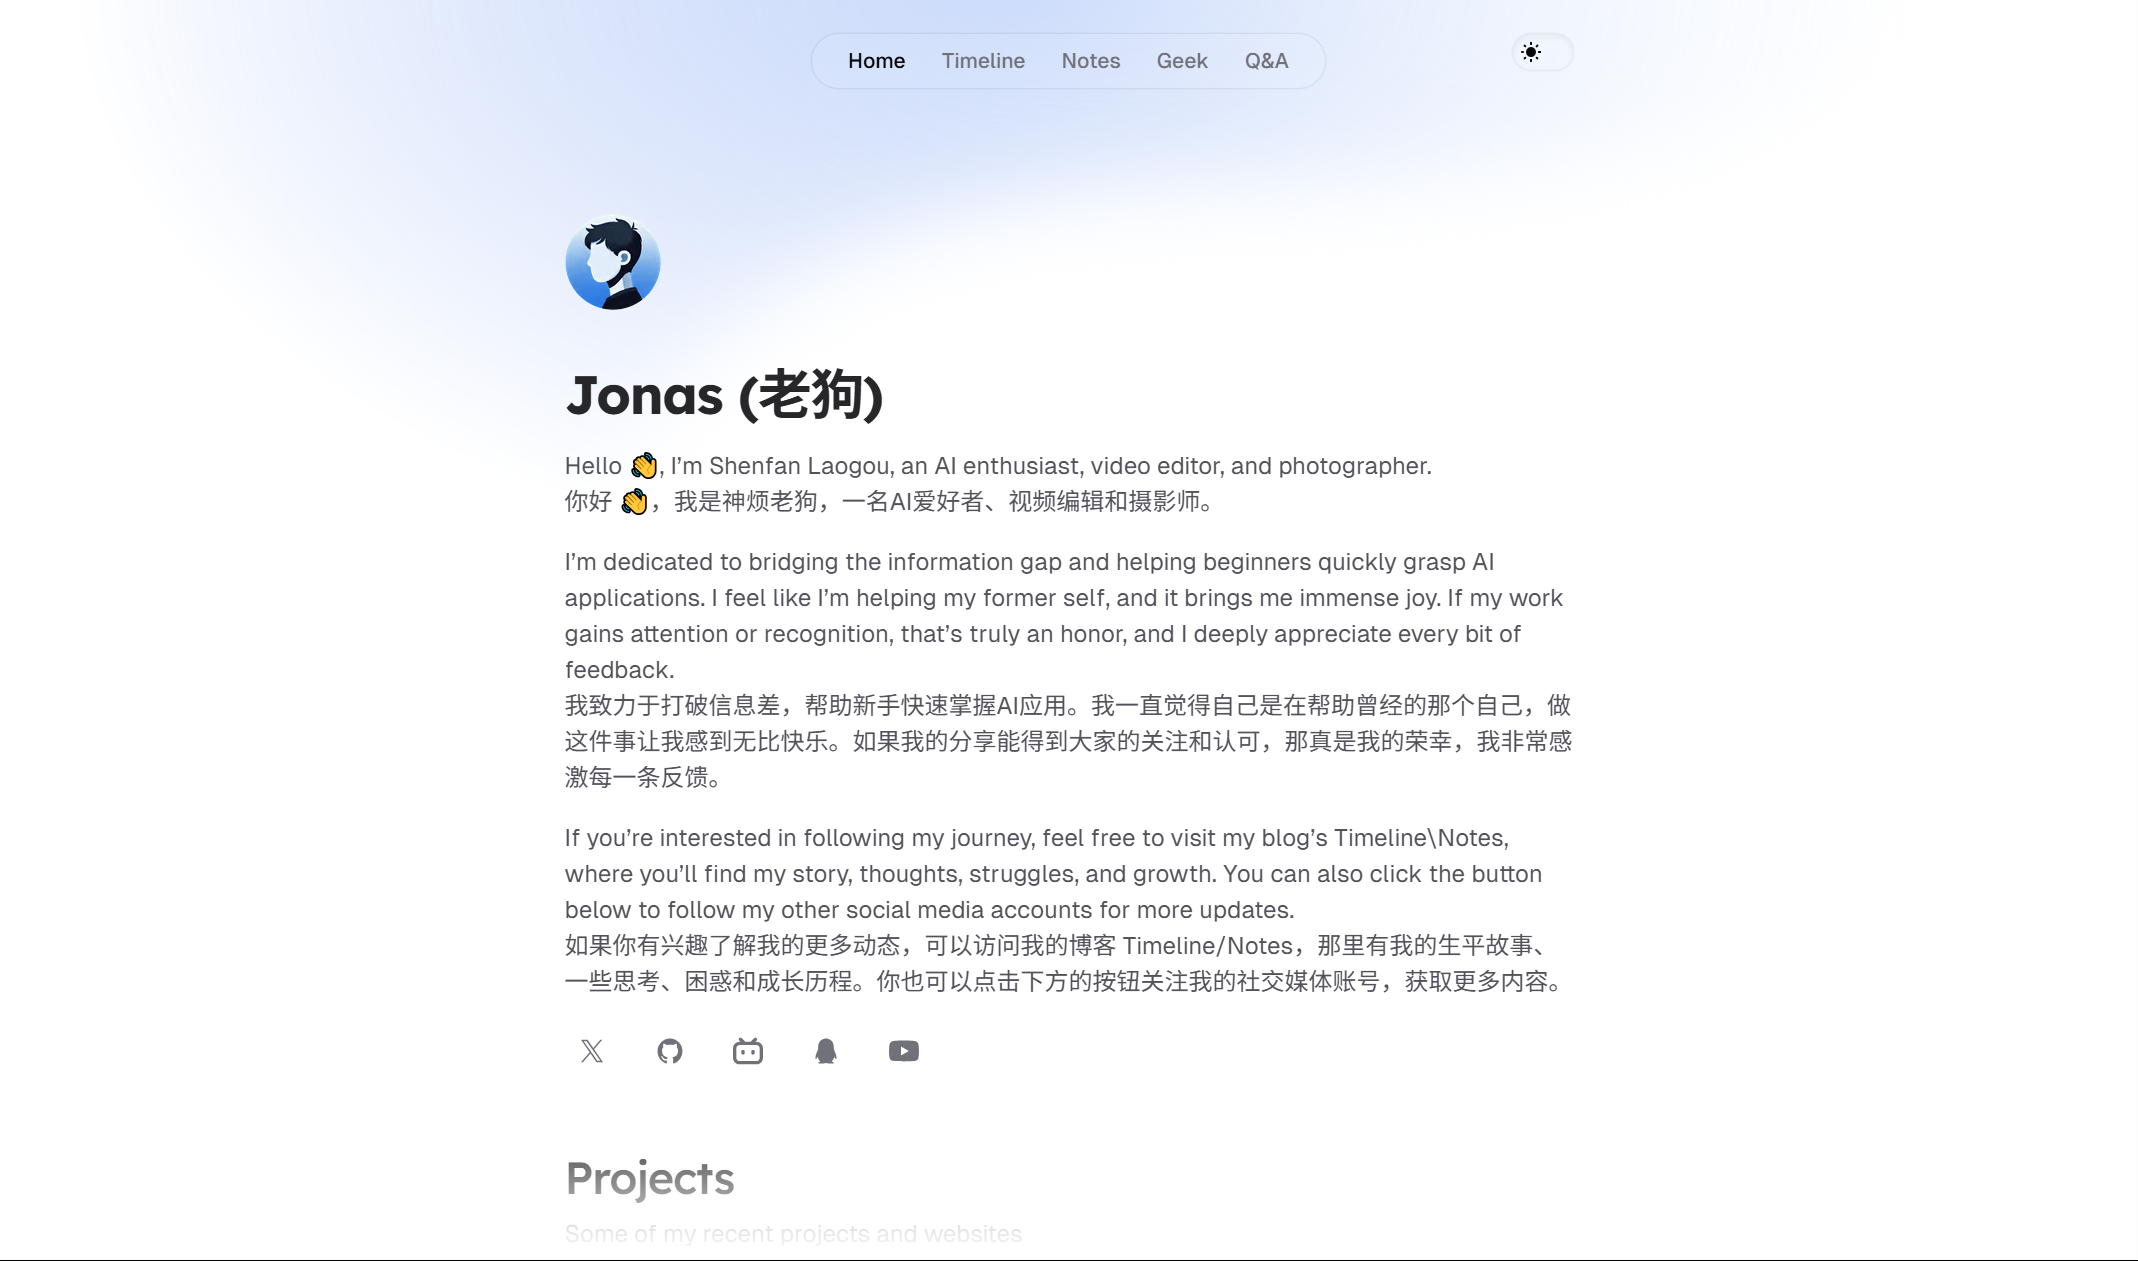 Home Timeline Notes Geek Q&A
Jonas (老狗)
Hello 👋, I’m Shenfan Laogou, an AI enthusiast, video editor, and photographer.
你好 👋，我是神烦老狗，一名AI爱好者、视频编辑和摄影师。
I’m dedicated to bridging the information gap and helping beginners quickly grasp AI
applications. I feel like I’m helping my former self, and it brings me immense joy. If my work
gains attention or recognition, that’s truly an honor, and I deeply appreciate every bit of
feedback.
我致力于打破信息差，帮助新手快速掌握AI应用。我一直觉得自己是在帮助曾经的那个自己，做
这件事让我感到无比快乐。如果我的分享能得到大家的关注和认可，那真是我的荣幸，我非常感
激每一条反馈。
If you’re interested in following my journey, feel free to visit my blog’s Timeline\Notes,
where you’ll find my story, thoughts, struggles, and growth. You can also click the button
below to follow my other social media accounts for more updates.
如果你有兴趣了解我的更多动态，可以访问我的博客 Timeline/Notes，那里有我的生平故事、
一些思考、困惑和成长历程。你也可以点击下方的按钮关注我的社交媒体账号，获取更多内容。
Projects
Some of my recent projects and websites